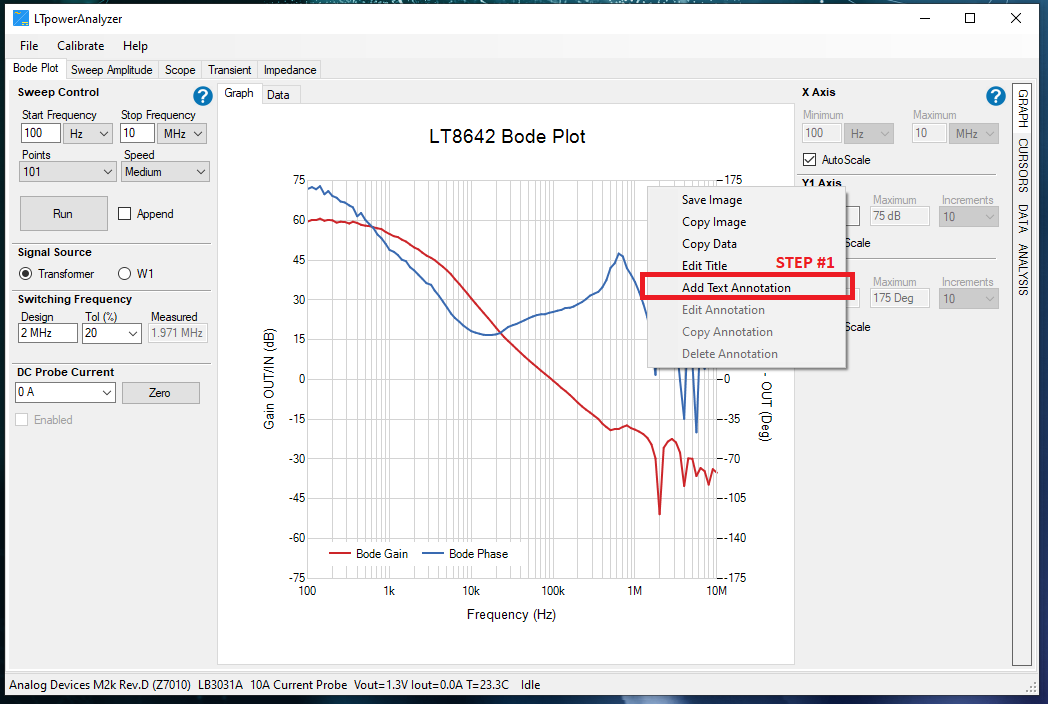 LTpowerAnalyzer
File Calibrate Help
Bode Plot Sweep Amplitude Scope Transient Impedance
Sweep Control
?
Start Frequency Stop Frequency
100 Hz 10 MHz
Points Speed
101 Medium
Run Append
Signal Source
Transformer W1
Switching Frequency
Design Tol (%) Measured
2 MHz 20 1.971 MHz
DC Probe Current
0 A Zero
Enabled
Graph Data
LT8642 Bode Plot
75
60
45
30
15
0
-15
-30
-45
-60
-75
Gain OUT/IN (dB)
175
0
-35
-70
-105
-140
-175
- OUT (Deg)
Bode Gain Bode Phase
100 1k 10k 100k 1M 10M
Frequency (Hz)
Save Image
Copy Image
Copy Data
Edit Title
STEP #1
Add Text Annotation
Edit Annotation
Copy Annotation
Delete Annotation
X Axis
?
Minimum Maximum
100 Hz 10 MHz
AutoScale
Y1 Axis
Maximum Increments
75 dB 10
Scale
Maximum Increments
175 Deg 10
Scale
GRAPH CURSORS DATA ANALYSIS
Analog Devices M2k Rev.D (Z7010) LB3031A 10A Current Probe Vout=1.3V Iout=0.0A T=23.3C Idle